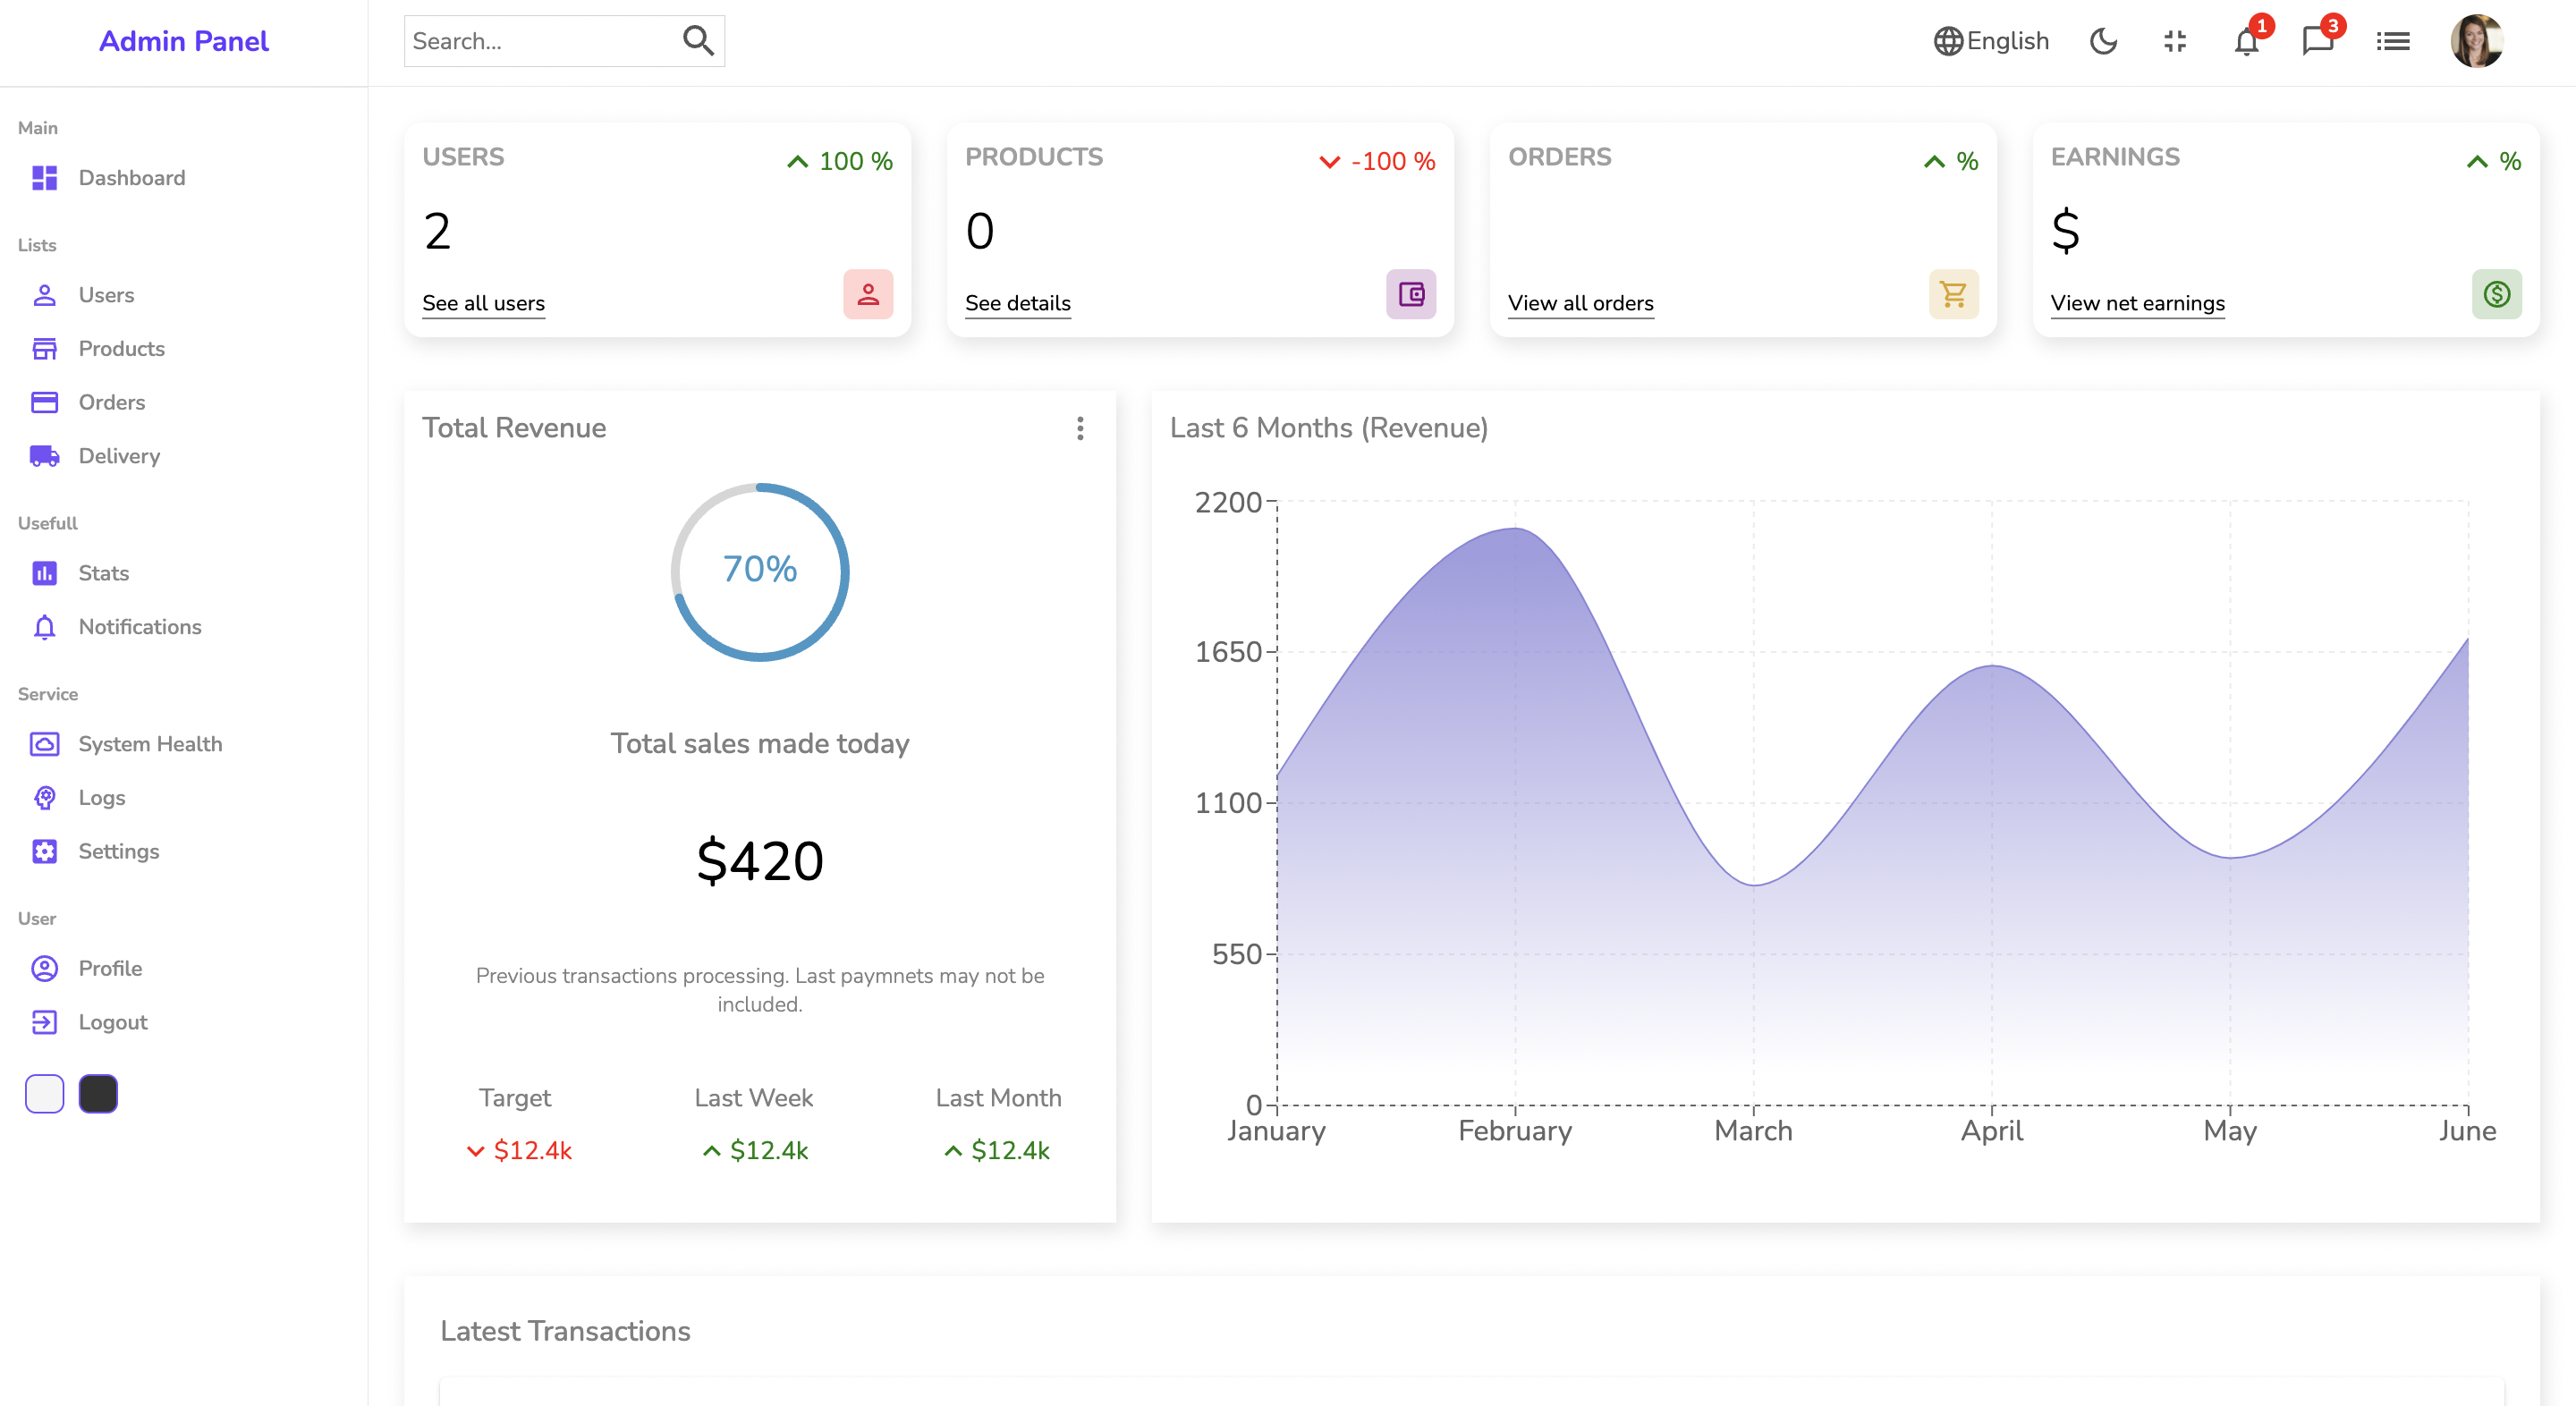 Admin Panel
Search...
English
1
3
Main
Dashboard
Lists
Users
Products
Orders
Delivery
Usefull
Stats
Notifications
Service
System Health
Logs
Settings
User
Profile
Logout
USERS
100 %
2
See all users
PRODUCTS
-100 %
0
See details
ORDERS
%
View all orders
EARNINGS
%
$
View net earnings
Total Revenue
70%
Total sales made today
$420
Previous transactions processing. Last paymnets may not be
included.
Target
Last Week
Last Month
$12.4k
$12.4k
$12.4k
Last 6 Months (Revenue)
2200
1650
1100
550
0
January
February
March
April
May
June
Latest Transactions